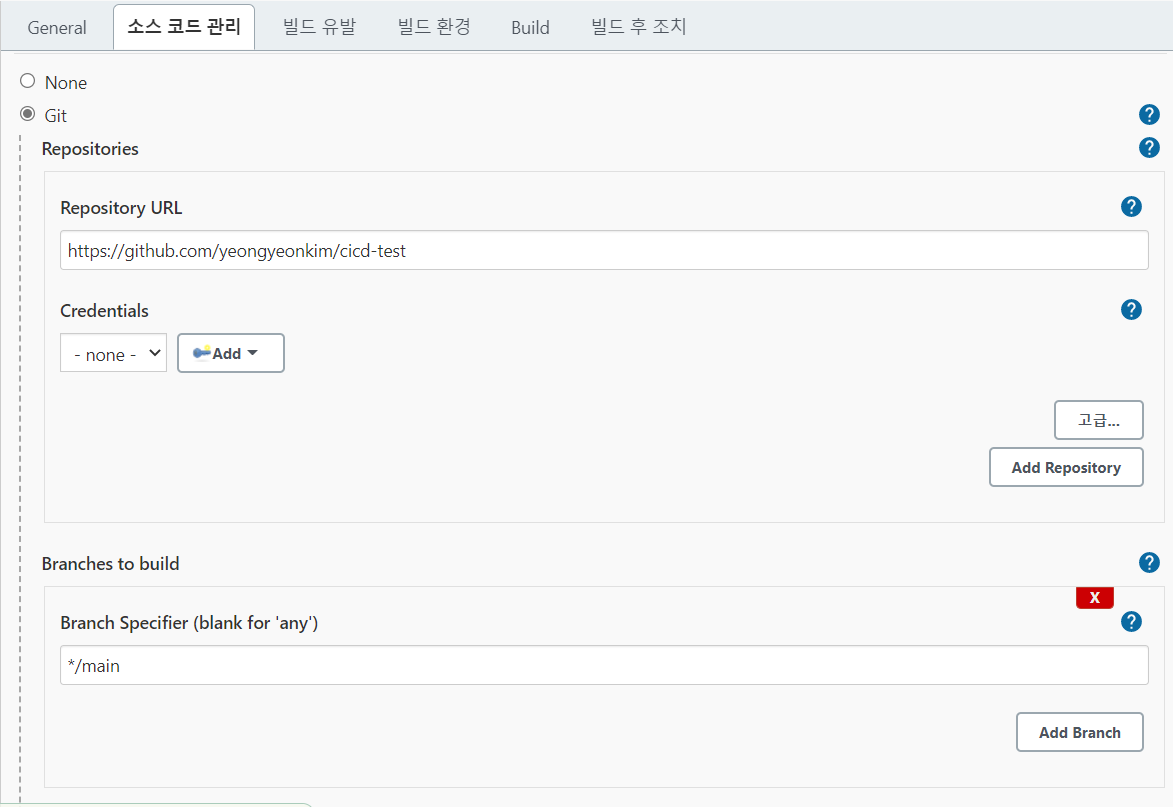 General 소스 코드 관리 빌드 유발 빌드 환경 Build 빌드 후 조치
None
Git ?
Repositories ?
Repository URL ?
https://github.com/yeongyeonkim/cicd-test
Credentials ?
- none - Add
고급...
Add Repository
Branches to build ?
X
Branch Specifier (blank for 'any') ?
*/main
Add Branch